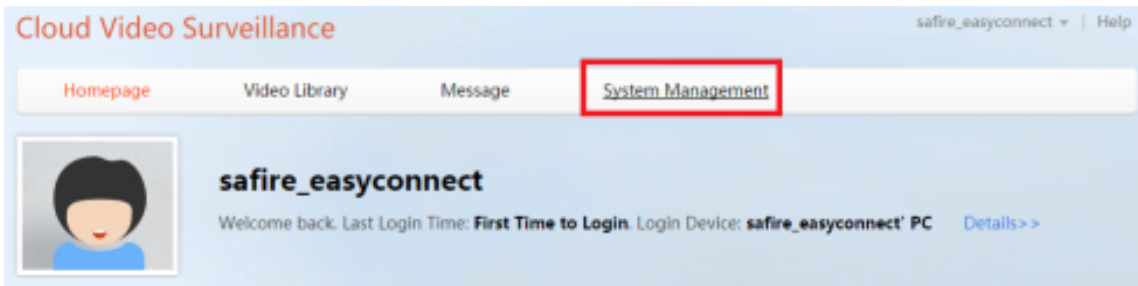 Cloud Video Surveillance
safire_easyconnect | Help
Homepage Video Library Message System Management
safire_easyconnect
Welcome back. Last Login Time: First Time to Login. Login Device: safire_easyconnect' PC Details>>